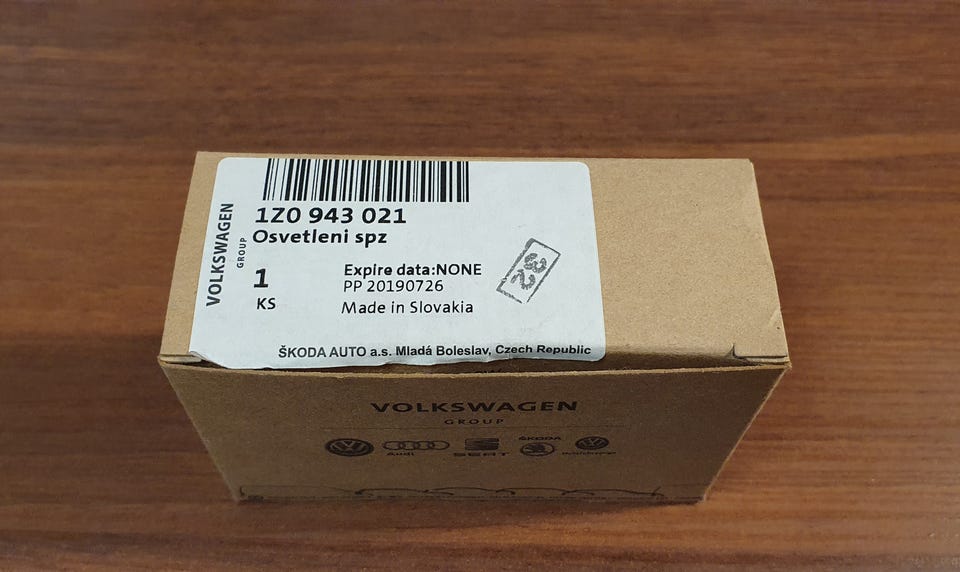 VOLKSWAGEN
GROUP
1Z0 943 021
Osvetleni spz
1
KS
Expire data:NONE
PP 20190726
Made in Slovakia
ŠKODA AUTO a.s. Mladá Boleslav, Czech Republic
VOLKSWAGEN
GROUP
Audi
SEAT
ŠKODA